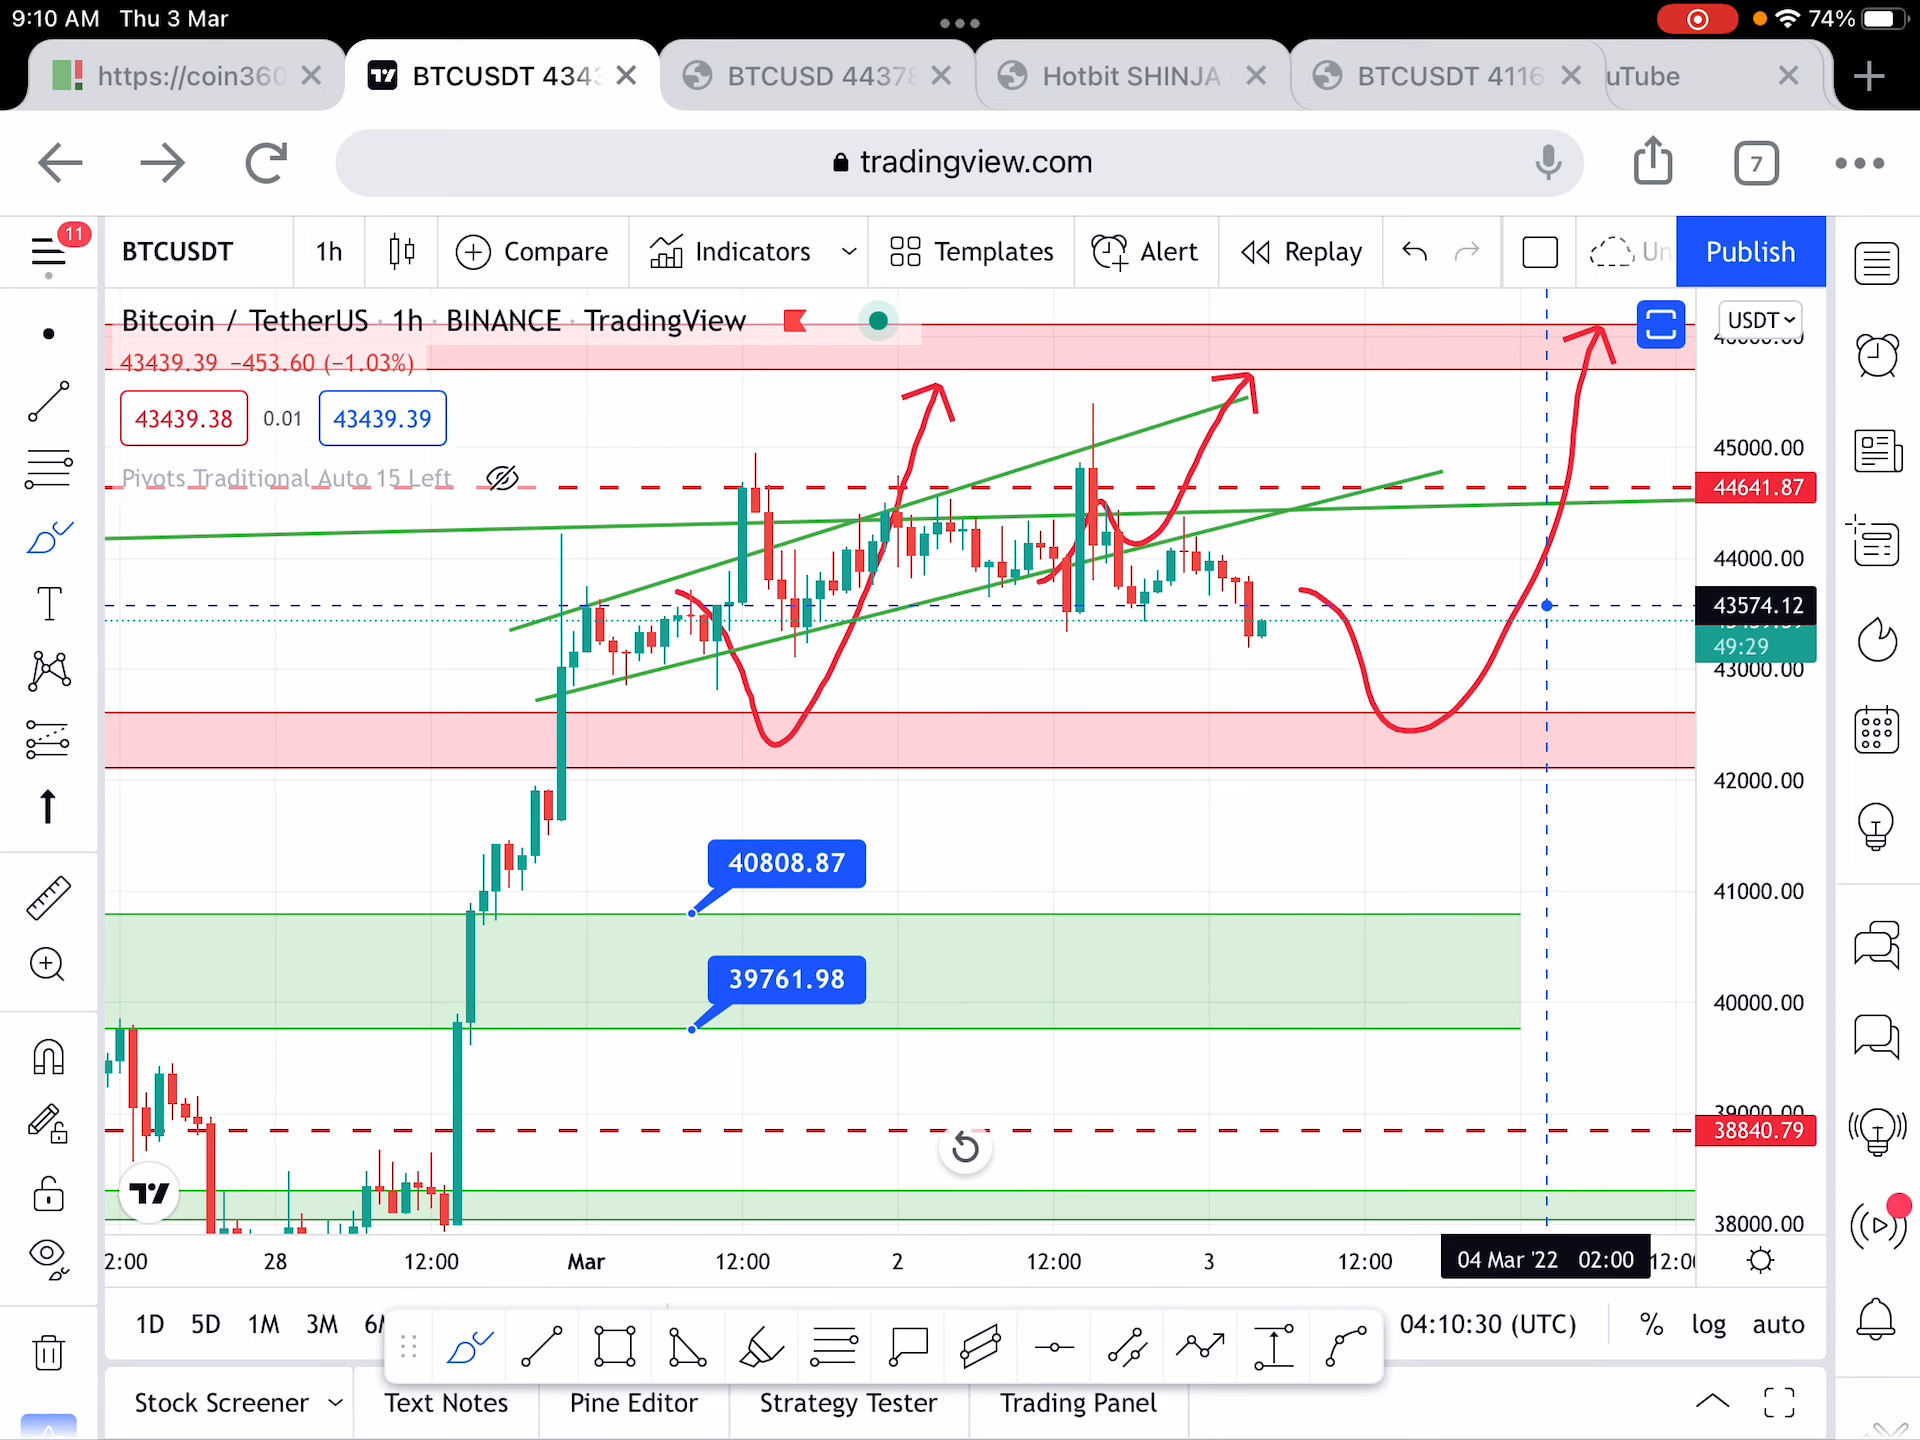 9:10 AM Thu 3 Mar
74%
https://coin360
BTCUSDT 434
BTCUSD 4437
Hotbit SHINJA
BTCUSDT 4116
uTube
tradingview.com
7
11
BTCUSDT
1h
Compare
Indicators
Templates
Alert
Replay
Un
Publish
Bitcoin / TetherUS · 1h · BINANCE · TradingView
USDT
43439.39 −453.60 (−1.03%)
43439.38
0.01
43439.39
Pivots Traditional Auto 15 Left
45000.00
44641.87
44000.00
43574.12
49:29
43000.00
42000.00
40808.87
41000.00
39761.98
40000.00
38840.79
38000.00
2:00
28
12:00
Mar
12:00
2
12:00
3
12:00
04 Mar '22 02:00
1D
5D
1M
3M
04:10:30 (UTC)
%
log
auto
Stock Screener
Text Notes
Pine Editor
Strategy Tester
Trading Panel